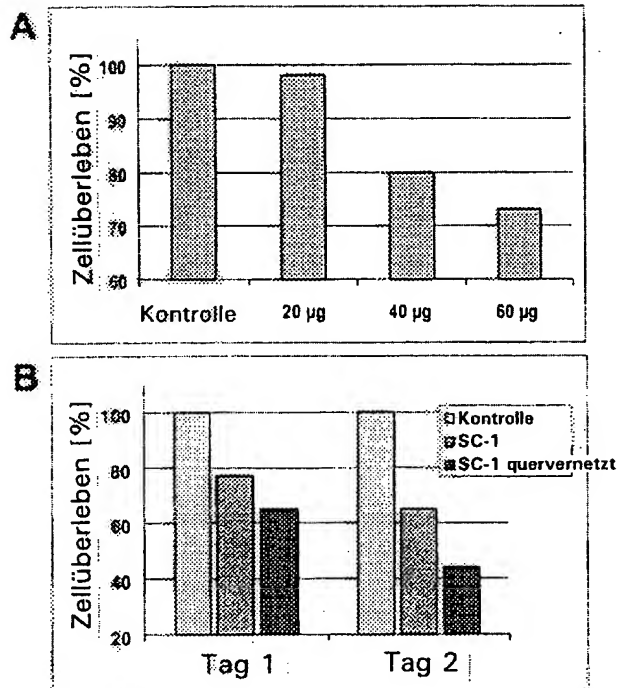 A
Zellüberleben [%]
100
90
80
70
60
Kontrolle 20 µg 40 µg 60 µg
B
Zellüberleben [%]
100
80
60
40
20
Kontrolle
SC-1
SC-1 quervernetzt
Tag 1 Tag 2